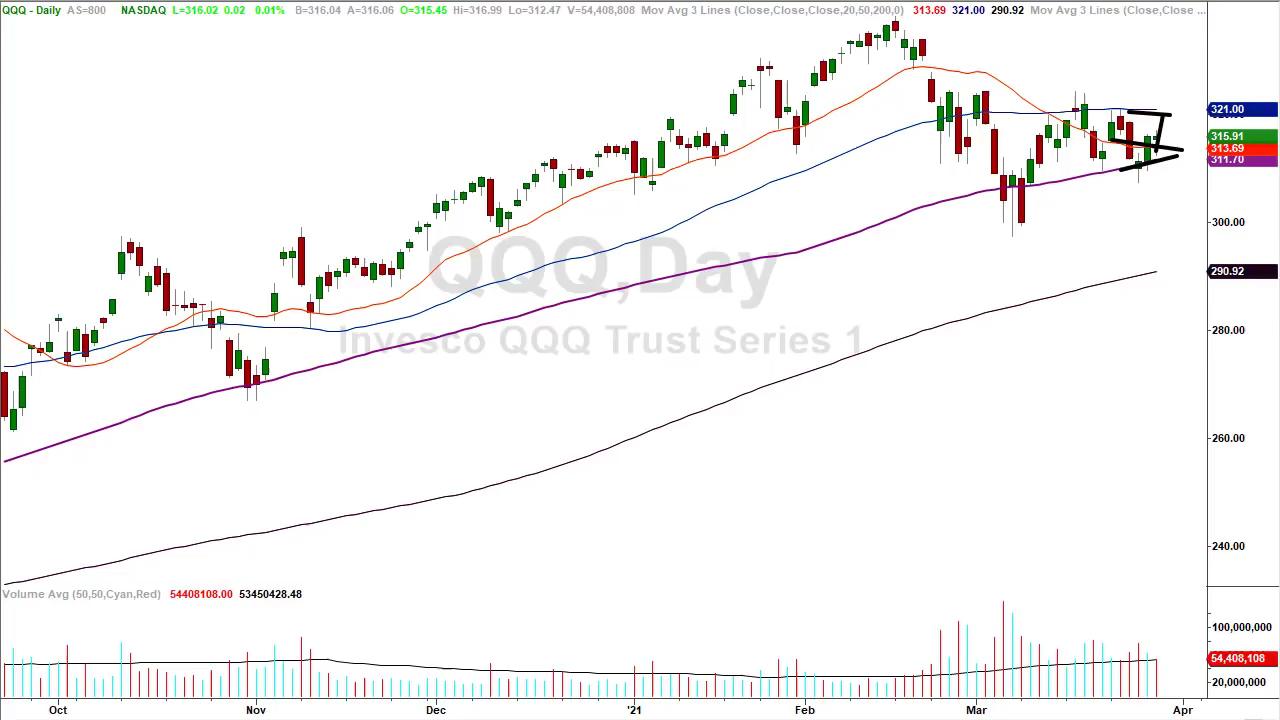 QQQ - Daily AS=800 NASDAQ L=316.02 0.02 0.01% B=316.04 A=316.06 O=315.45 Hi=316.99 Lo=312.47 V=54,408,808 Mov Avg 3 Lines (Close,Close,Close,20,50,200,0) 313.69 321.00 290.92 Mov Avg 3 Lines (Close,Close ...
321.00
315.91
313.69
311.70
300.00
QQQ,Day
290.92
280.00
Invesco QQQ Trust Series 1
260.00
240.00
Volume Avg (50,50,Cyan,Red) 54408108.00 53450428.48
100,000,000
54,408,108
20,000,000
Oct Nov Dec '21 Feb Mar Apr